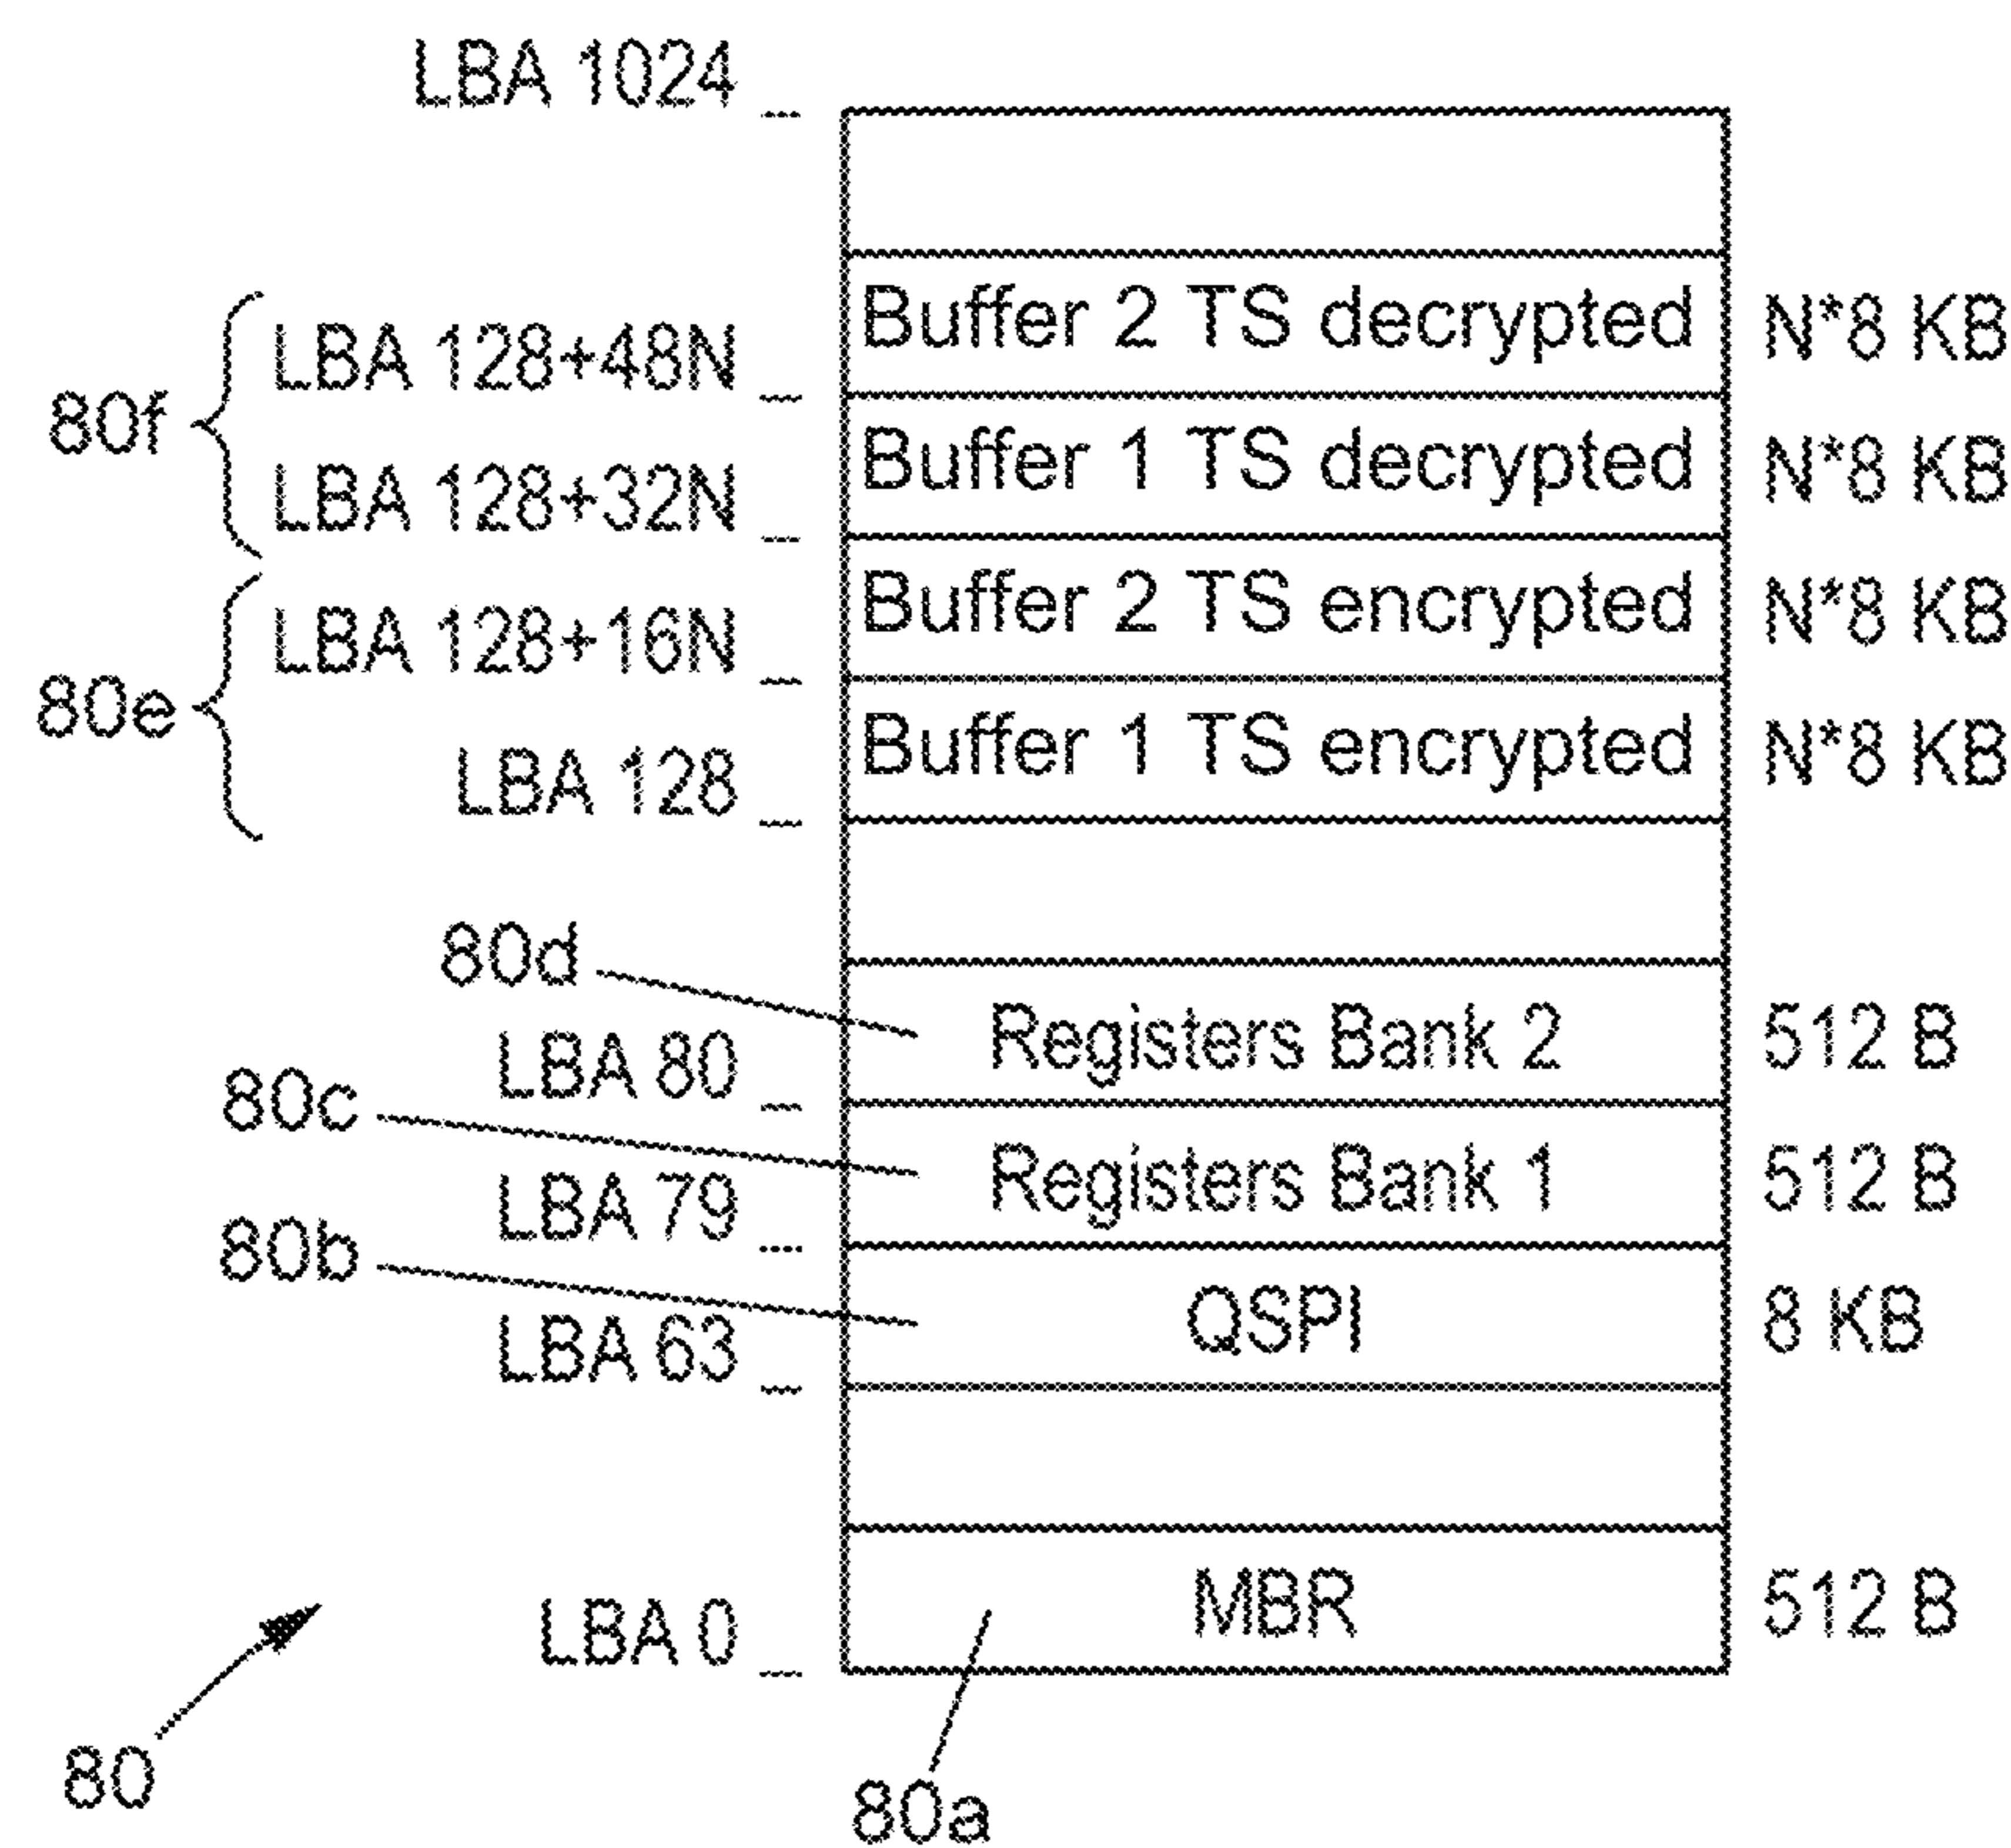 LBA 1024
Buffer 2 TS decrypted N*8 KB
LBA 128+48N
80f
Buffer 1 TS decrypted N*8 KB
LBA 128+32N
Buffer 2 TS encrypted N*8 KB
LBA 128+16N
80e
Buffer 1 TS encrypted N*8 KB
LBA 128
80d
Registers Bank 2 512 B
LBA 80
80c
Registers Bank 1 512 B
LBA 79
80b
QSPI 8 KB
LBA 63
MBR 512 B
LBA 0
80
80a